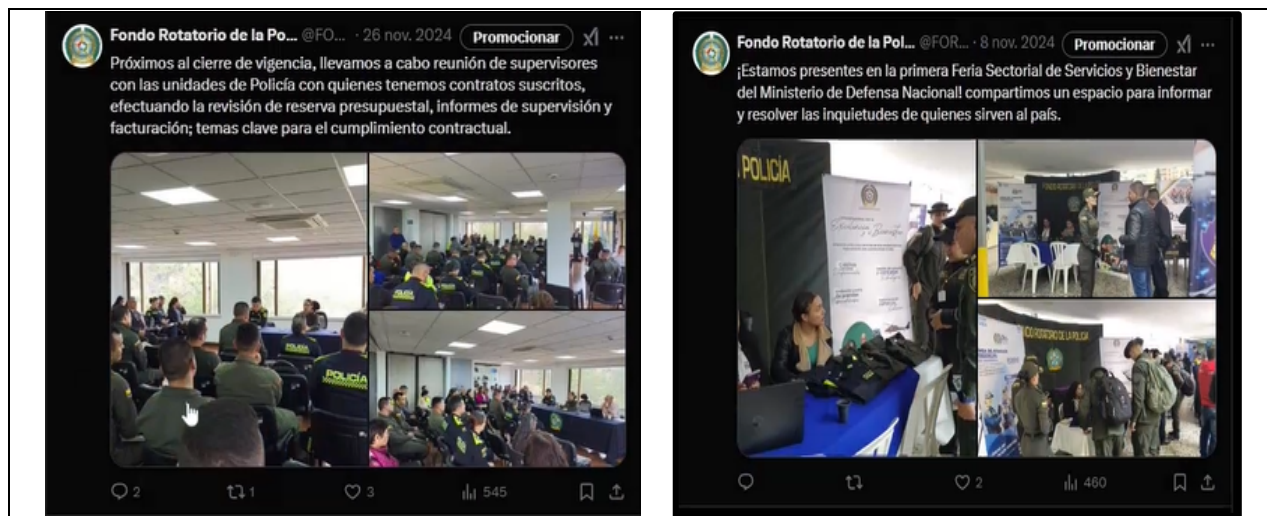 Fondo Rotatorio de la Po... @FO... · 26 nov. 2024 Promocionar
Próximos al cierre de vigencia, llevamos a cabo reunión de supervisores
con las unidades de Policía con quienes tenemos contratos suscritos,
efectuando la revisión de reserva presupuestal, informes de supervisión y
facturación; temas clave para el cumplimiento contractual.
POLICÍA
2 1 3 545
Fondo Rotatorio de la Pol... @FOR... · 8 nov. 2024 Promocionar
¡Estamos presentes en la primera Feria Sectorial de Servicios y Bienestar
del Ministerio de Defensa Nacional! compartimos un espacio para informar
y resolver las inquietudes de quienes sirven al país.
POLICÍA
FONDO ROTATORIO DE
DO ROTATORIO DE LA POLICÍA
2 460